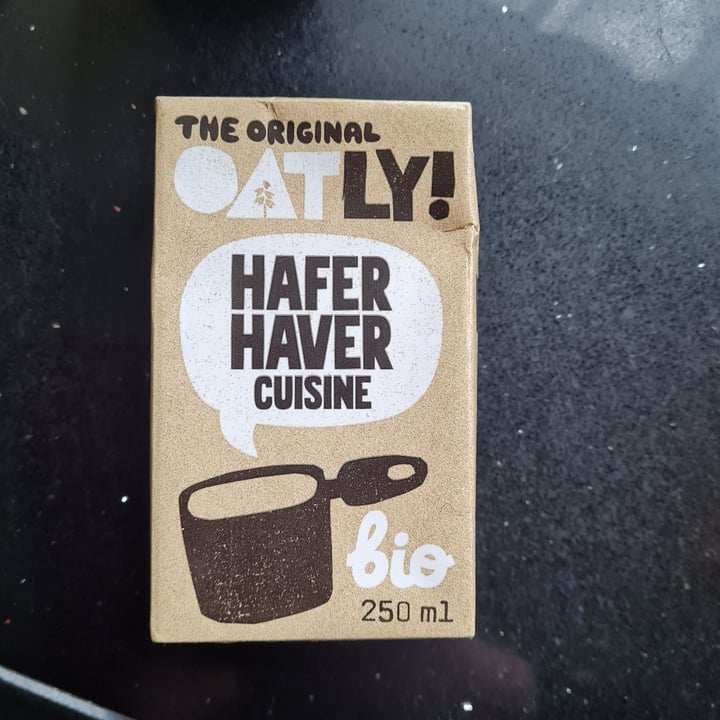 THE ORIGINAL
OATLY!
HAFER
HAVER
CUISINE
bio
250 ml